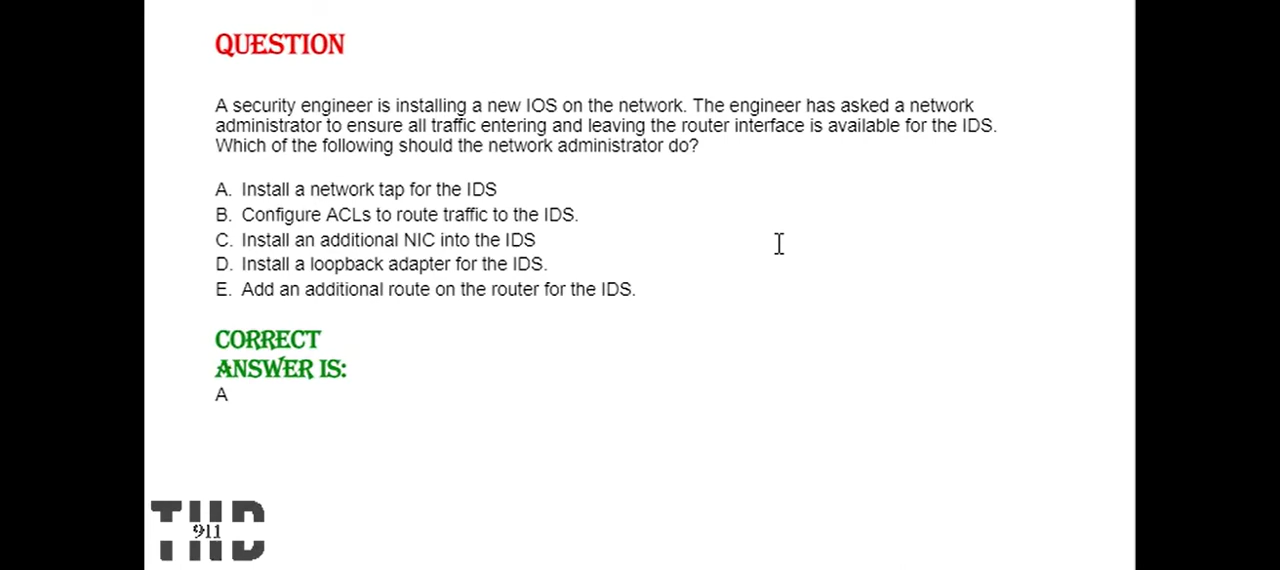 QUESTION
A security engineer is installing a new IOS on the network. The engineer has asked a network
administrator to ensure all traffic entering and leaving the router interface is available for the IDS.
Which of the following should the network administrator do?
A. Install a network tap for the IDS
B. Configure ACLs to route traffic to the IDS.
C. Install an additional NIC into the IDS
D. Install a loopback adapter for the IDS.
E. Add an additional route on the router for the IDS.
CORRECT
ANSWER IS:
A
THD
911